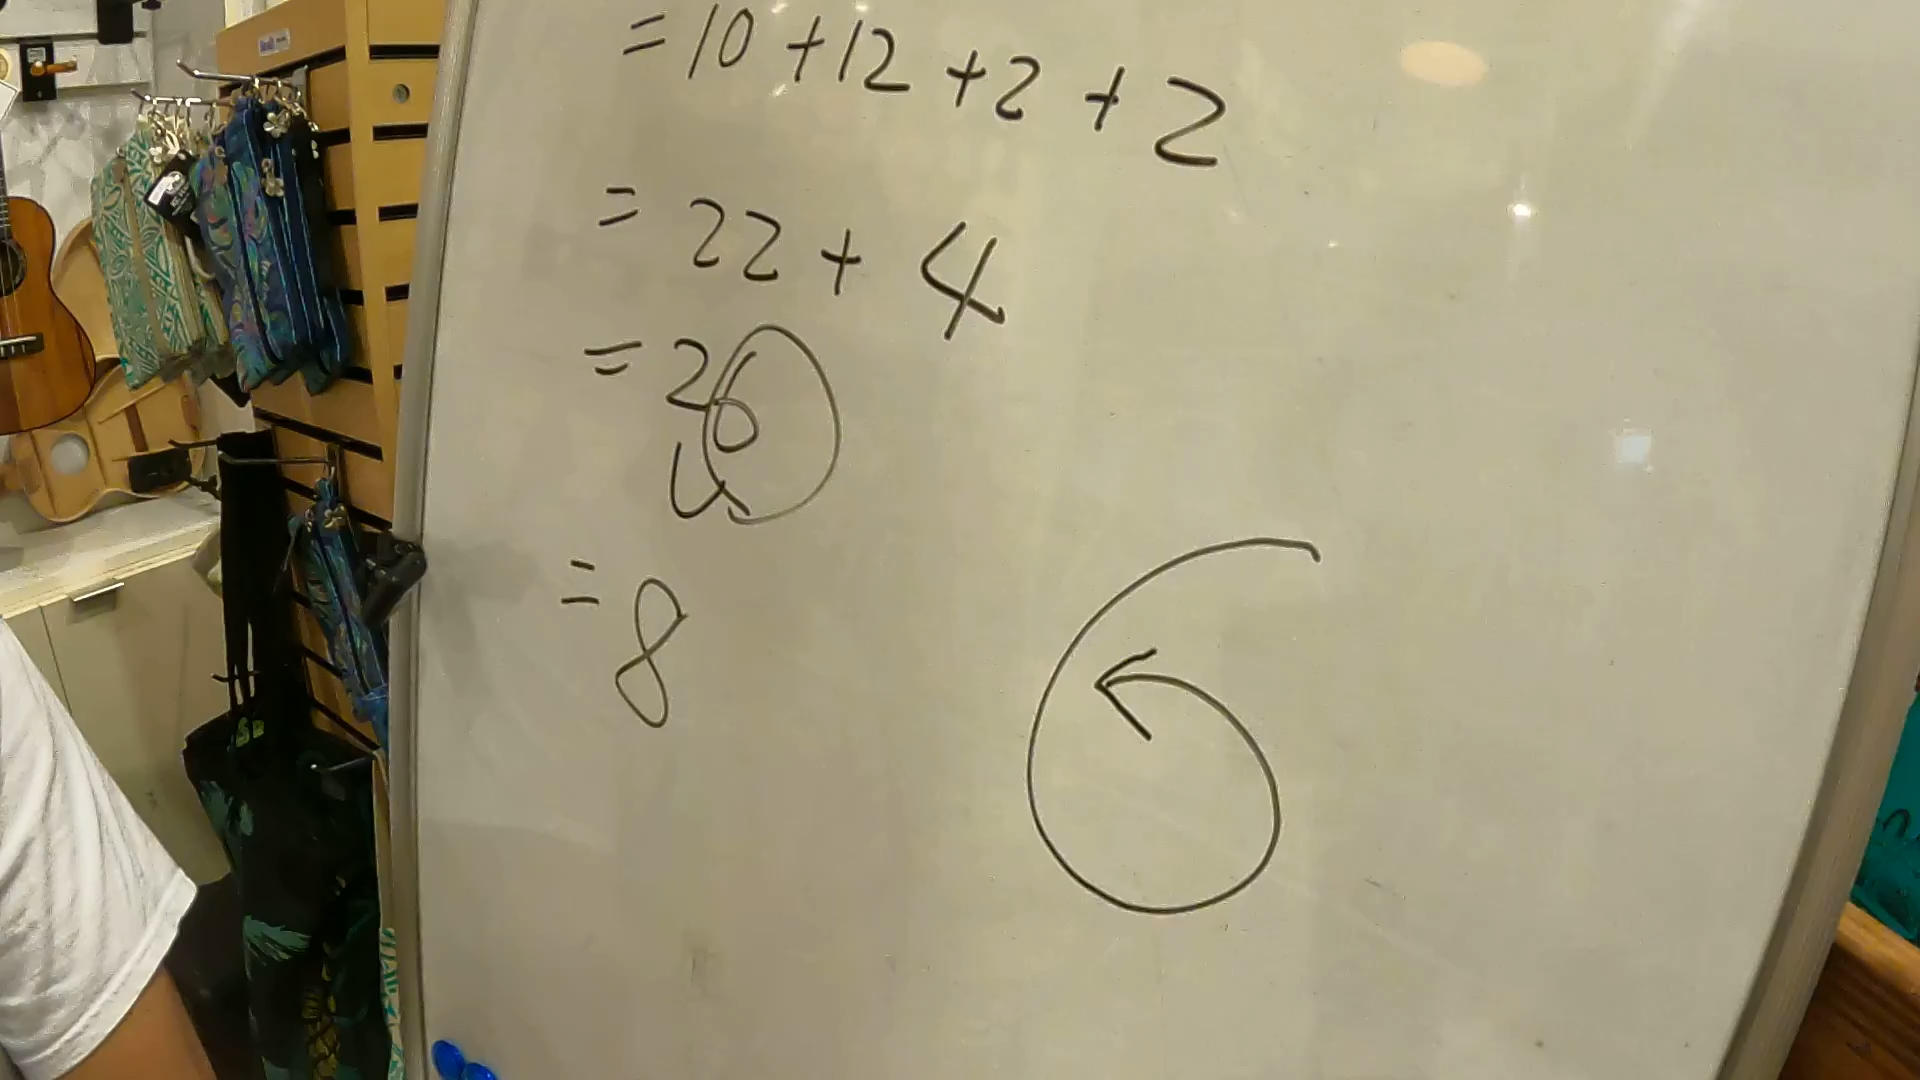 = 10 + 12 + 2 + 2
= 22 + 4
= 26
= 8
6